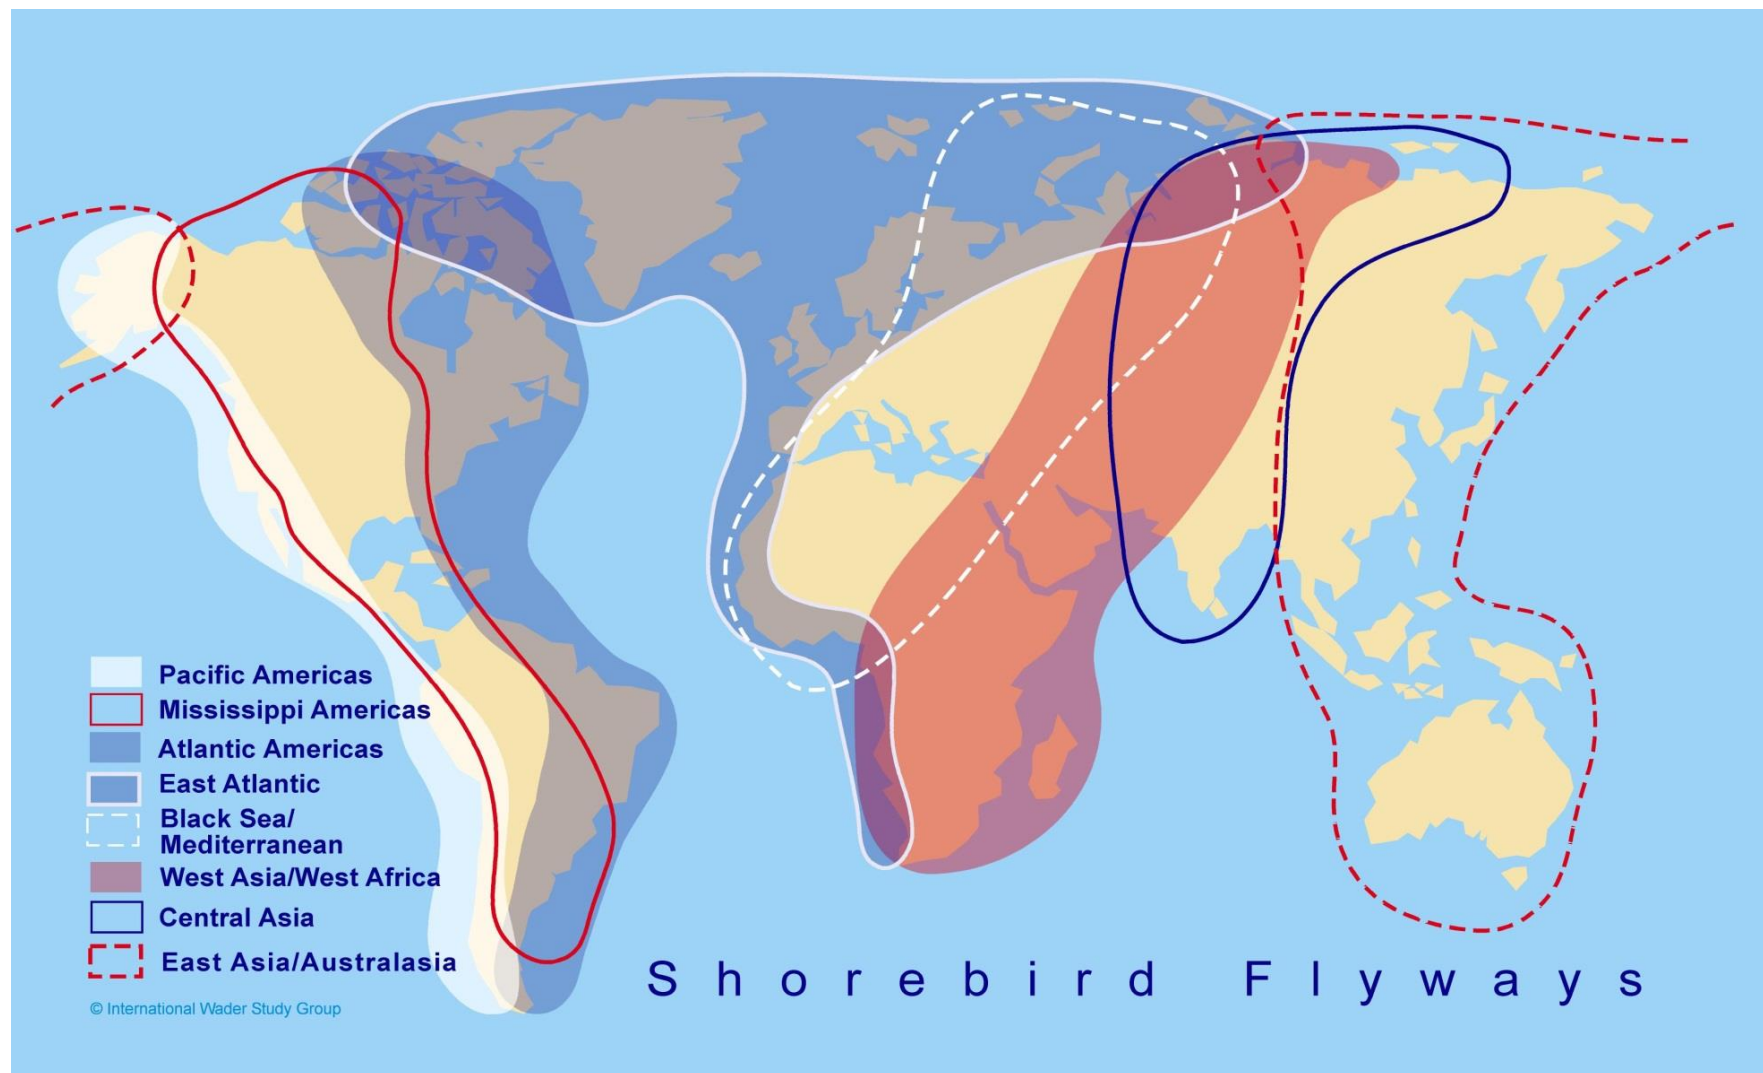 Pacific Americas
Mississippi Americas
Atlantic Americas
East Atlantic
Black Sea/
Mediterranean
West Asia/West Africa
Central Asia
East Asia/Australasia
Shorebird Flyways
© International Wader Study Group